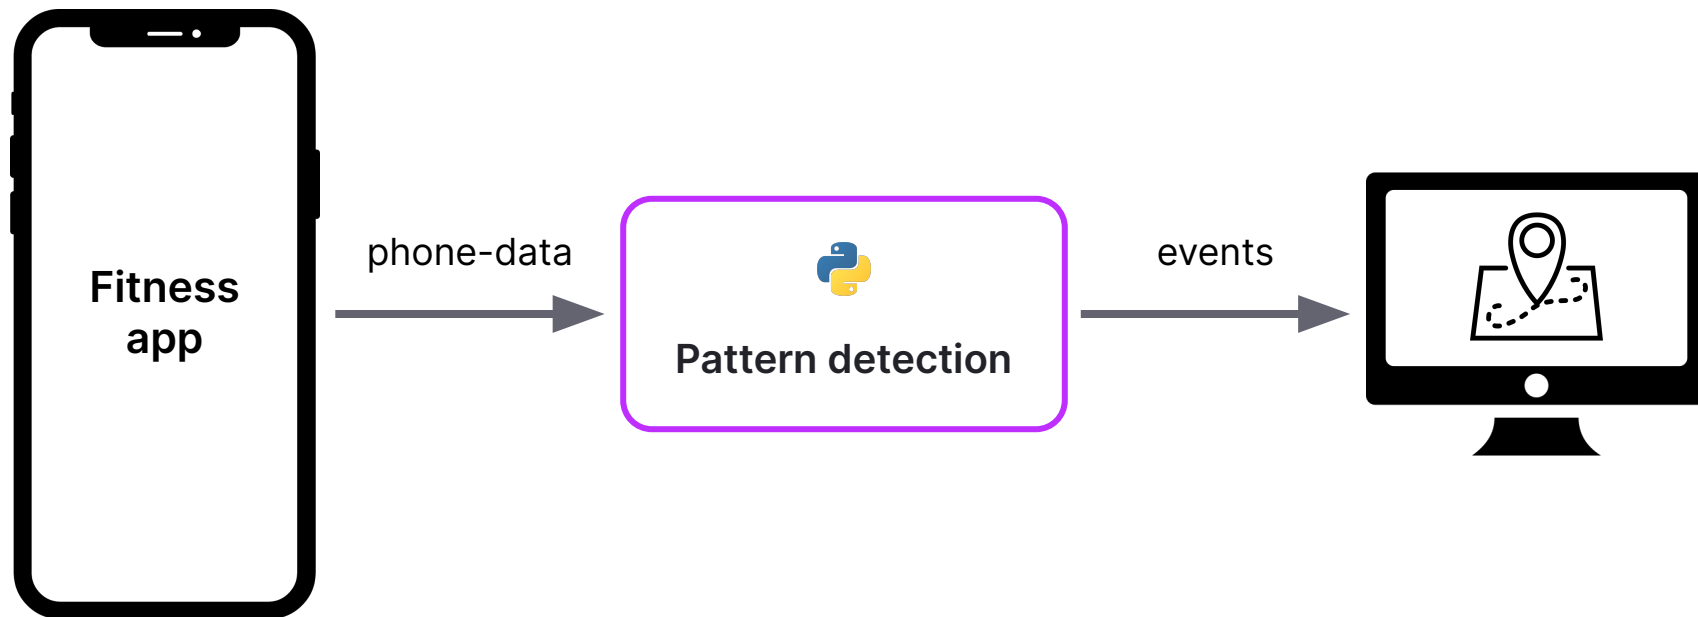 Fitness
app
phone-data
Pattern detection
events